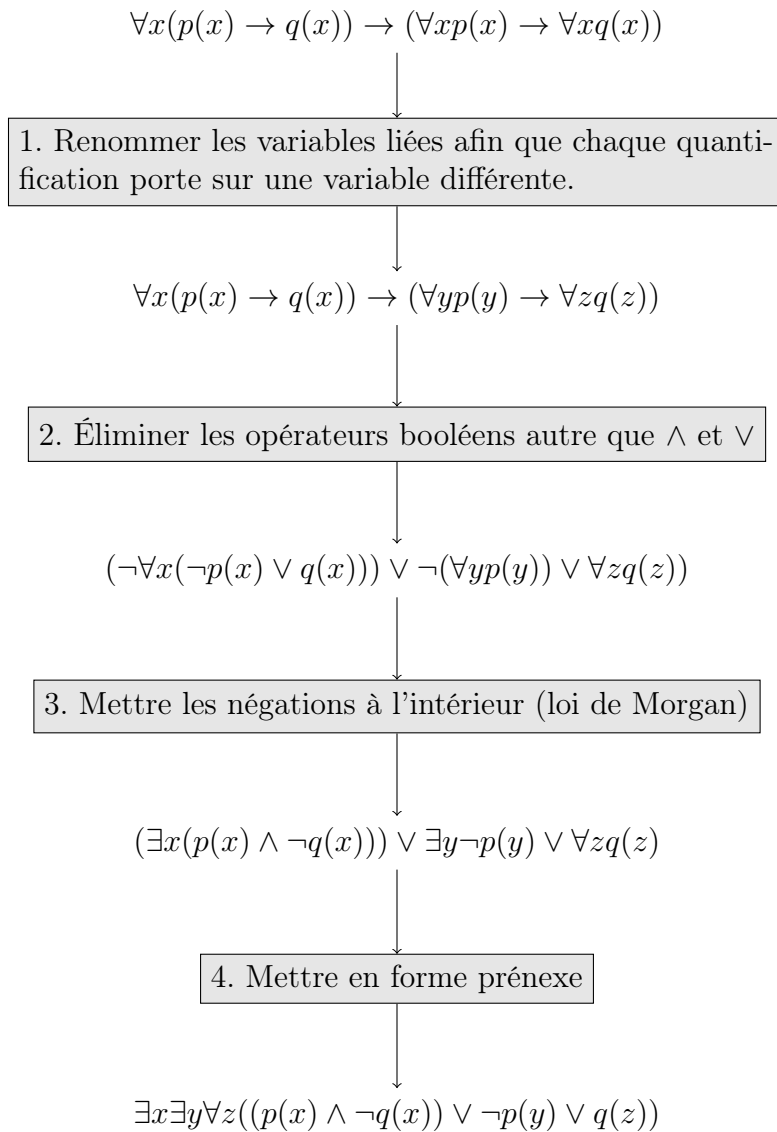 ∀x(p(x) → q(x)) → (∀xp(x) → ∀xq(x))
1. Renommer les variables liées afin que chaque quanti-
fication porte sur une variable différente.
∀x(p(x) → q(x)) → (∀yp(y) → ∀zq(z))
2. Éliminer les opérateurs booléens autre que ∧ et ∨
(¬∀x(¬p(x) ∨ q(x))) ∨ ¬(∀yp(y)) ∨ ∀zq(z))
3. Mettre les négations à l'intérieur (loi de Morgan)
(∃x(p(x) ∧ ¬q(x))) ∨ ∃y¬p(y) ∨ ∀zq(z)
4. Mettre en forme prénexe
∃x∃y∀z((p(x) ∧ ¬q(x)) ∨ ¬p(y) ∨ q(z))